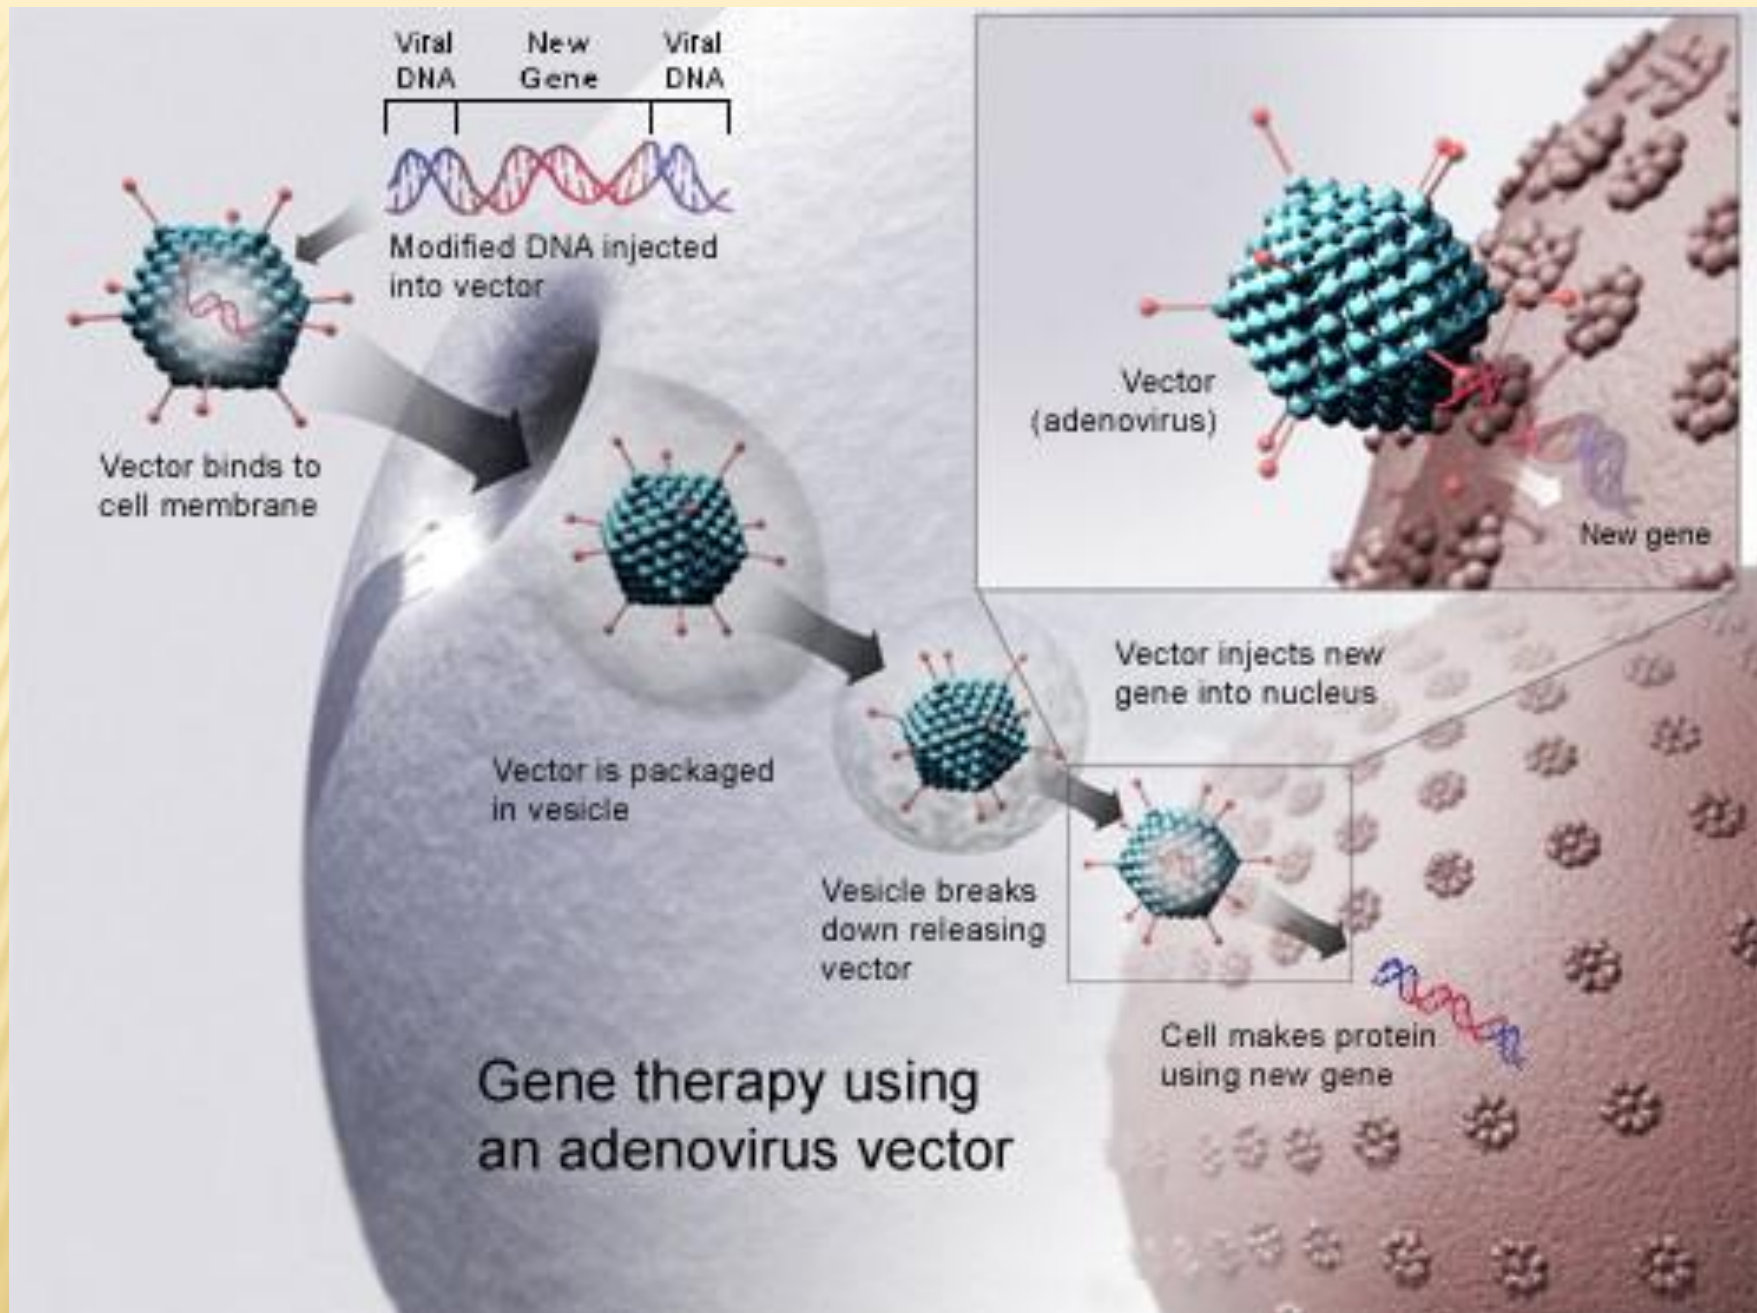 Viral
DNA
New
Gene
Viral
DNA
Modified DNA injected
into vector
Vector binds to
cell membrane
Vector is packaged
in vesicle
Vesicle breaks
down releasing
vector
Vector injects new
gene into nucleus
Cell makes protein
using new gene
Vector
(adenovirus)
New gene
Gene therapy using
an adenovirus vector